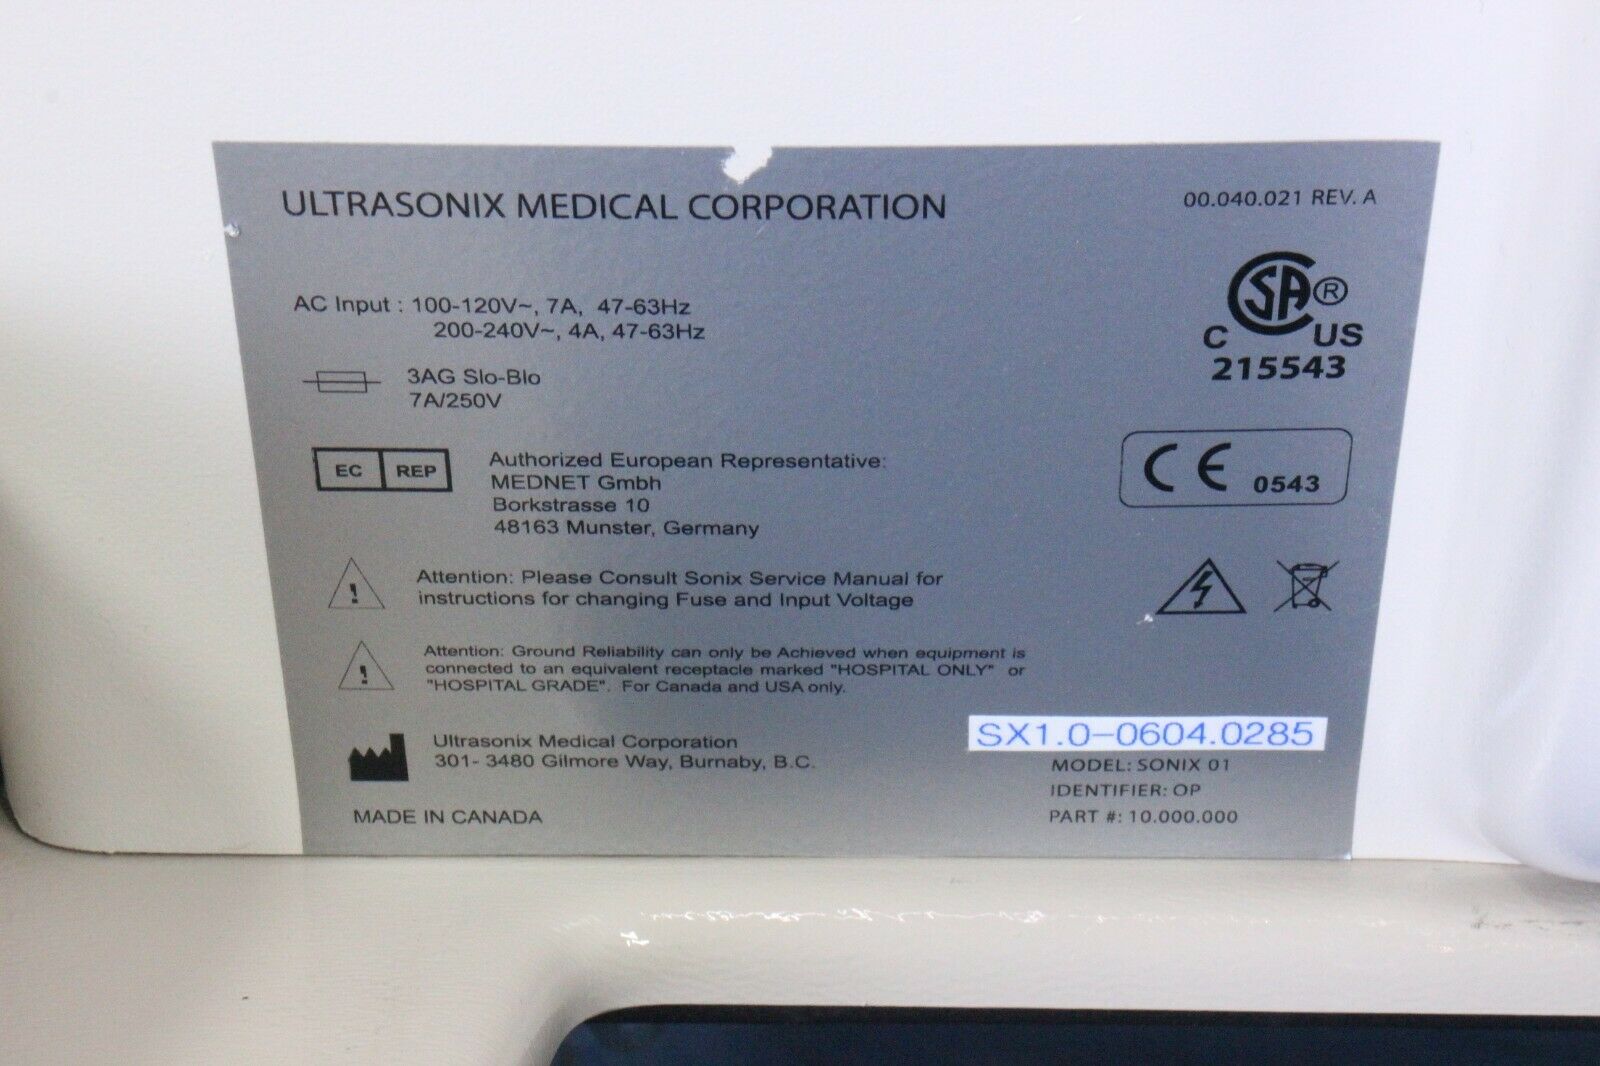 ULTRASONIX MEDICAL CORPORATION
00.040.021 REV. A
AC Input : 100-120V~, 7A, 47-63Hz
200-240V~, 4A, 47-63Hz
SA ®
C US
215543
3AG Slo-Blo
7A/250V
EC REP
Authorized European Representative:
MEDNET Gmbh
Borkstrasse 10
48163 Munster, Germany
CE 0543
Attention: Please Consult Sonix Service Manual for
instructions for changing Fuse and Input Voltage
Attention: Ground Reliability can only be Achieved when equipment is
connected to an equivalent receptacle marked "HOSPITAL ONLY" or
"HOSPITAL GRADE". For Canada and USA only.
Ultrasonix Medical Corporation
301- 3480 Gilmore Way, Burnaby, B.C.
MADE IN CANADA
SX1.0-0604.0285
MODEL: SONIX 01
IDENTIFIER: OP
PART #: 10.000.000